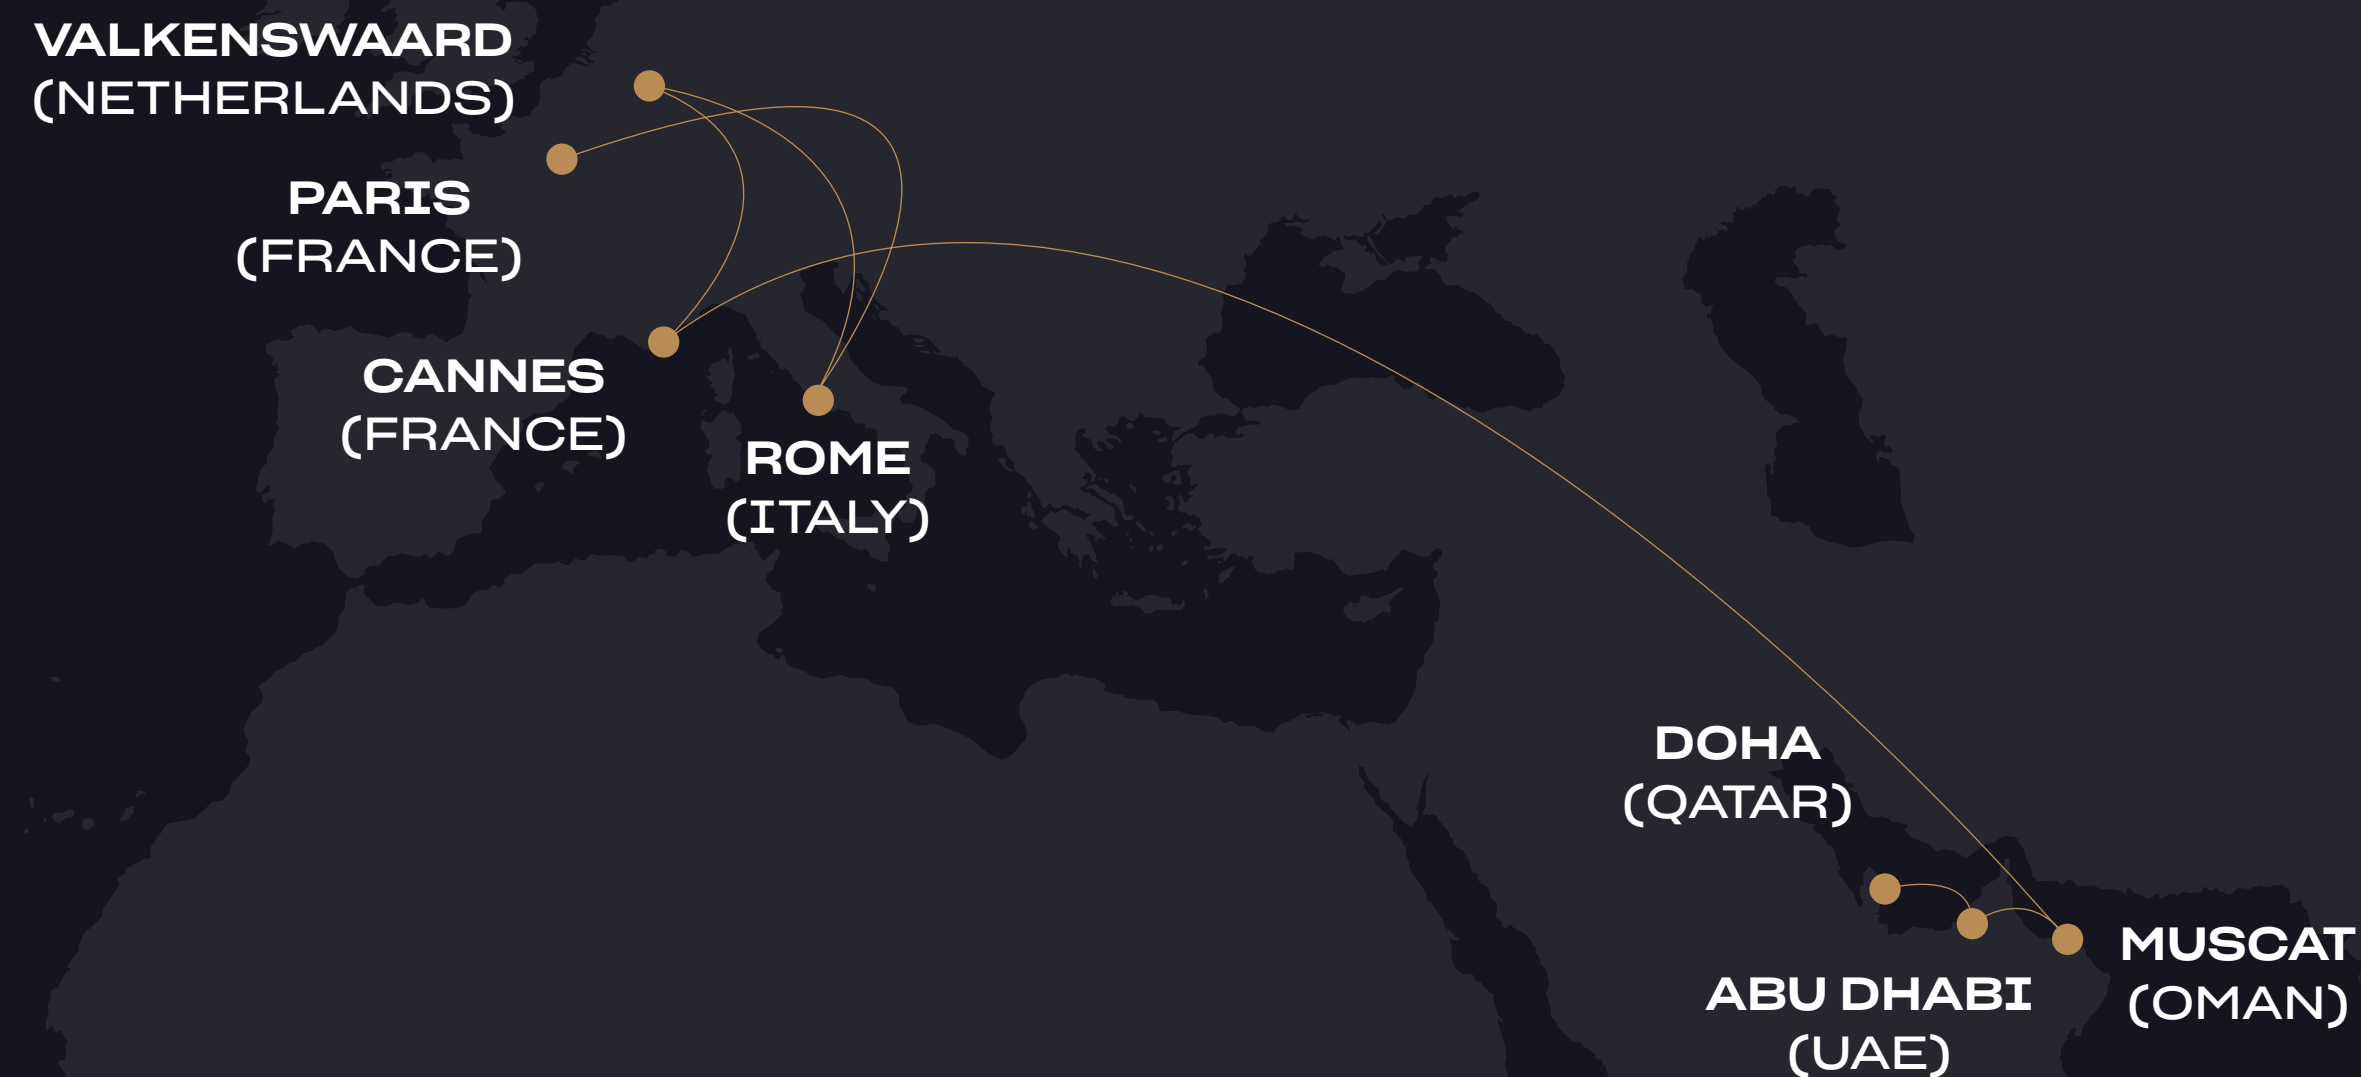 VALKENSWAARD
(NETHERLANDS)
PARIS
(FRANCE)
CANNES
(FRANCE)
ROME
(ITALY)
DOHA
(QATAR)
MUSCAT
(OMAN)
ABU DHABI
(UAE)